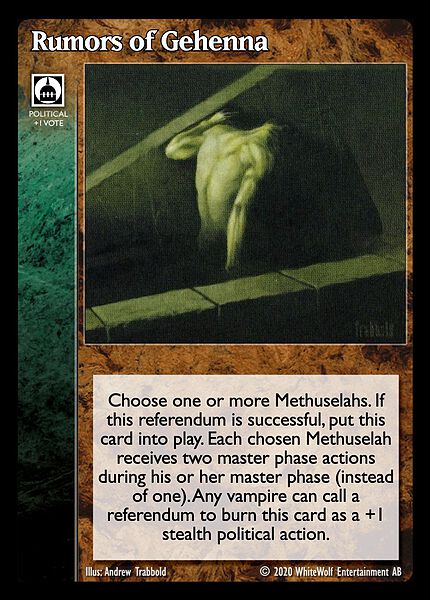 Rumors of Gehenna
POLITICAL
+1 VOTE
Trabbold
Choose one or more Methuselahs. If
this referendum is successful, put this
card into play. Each chosen Methuselah
receives two master phase actions
during his or her master phase (instead
of one). Any vampire can call a
referendum to burn this card as a +1
stealth political action.
Illus: Andrew Trabbold
© 2020 WhiteWolf Entertainment AB